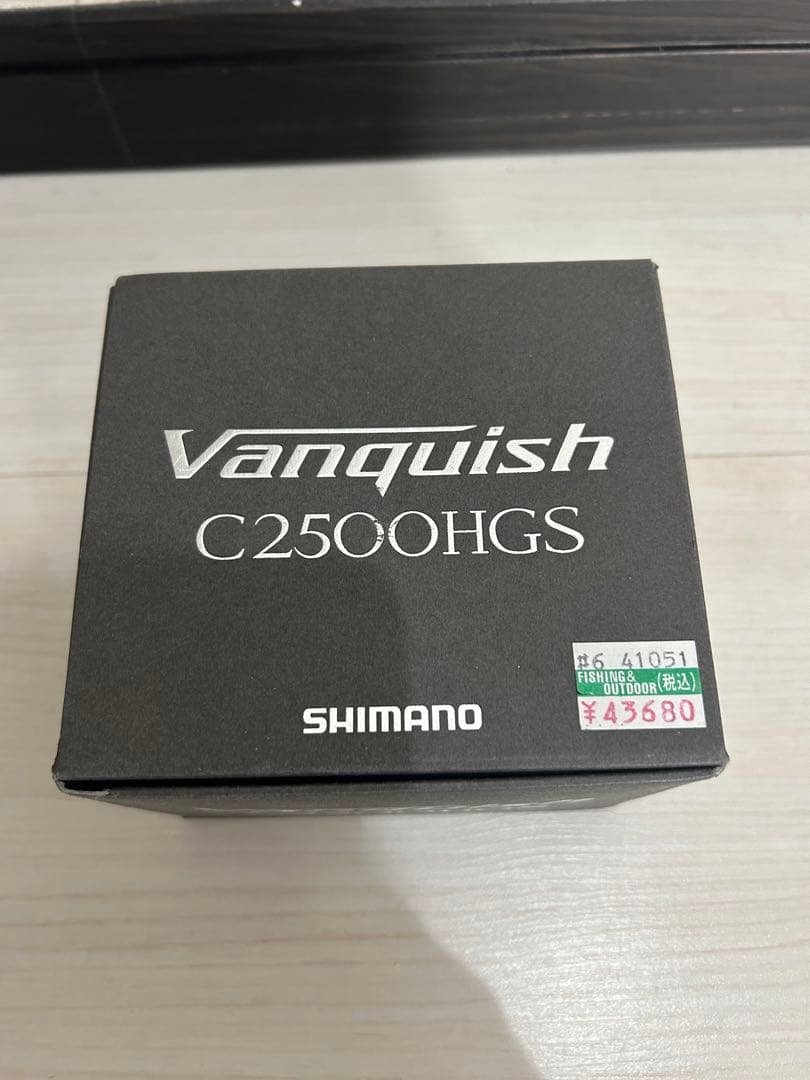 Vanquish
C2500HGS
SHIMANO
#6 41051
FISHING &
OUTDOOR (税込)
¥43680